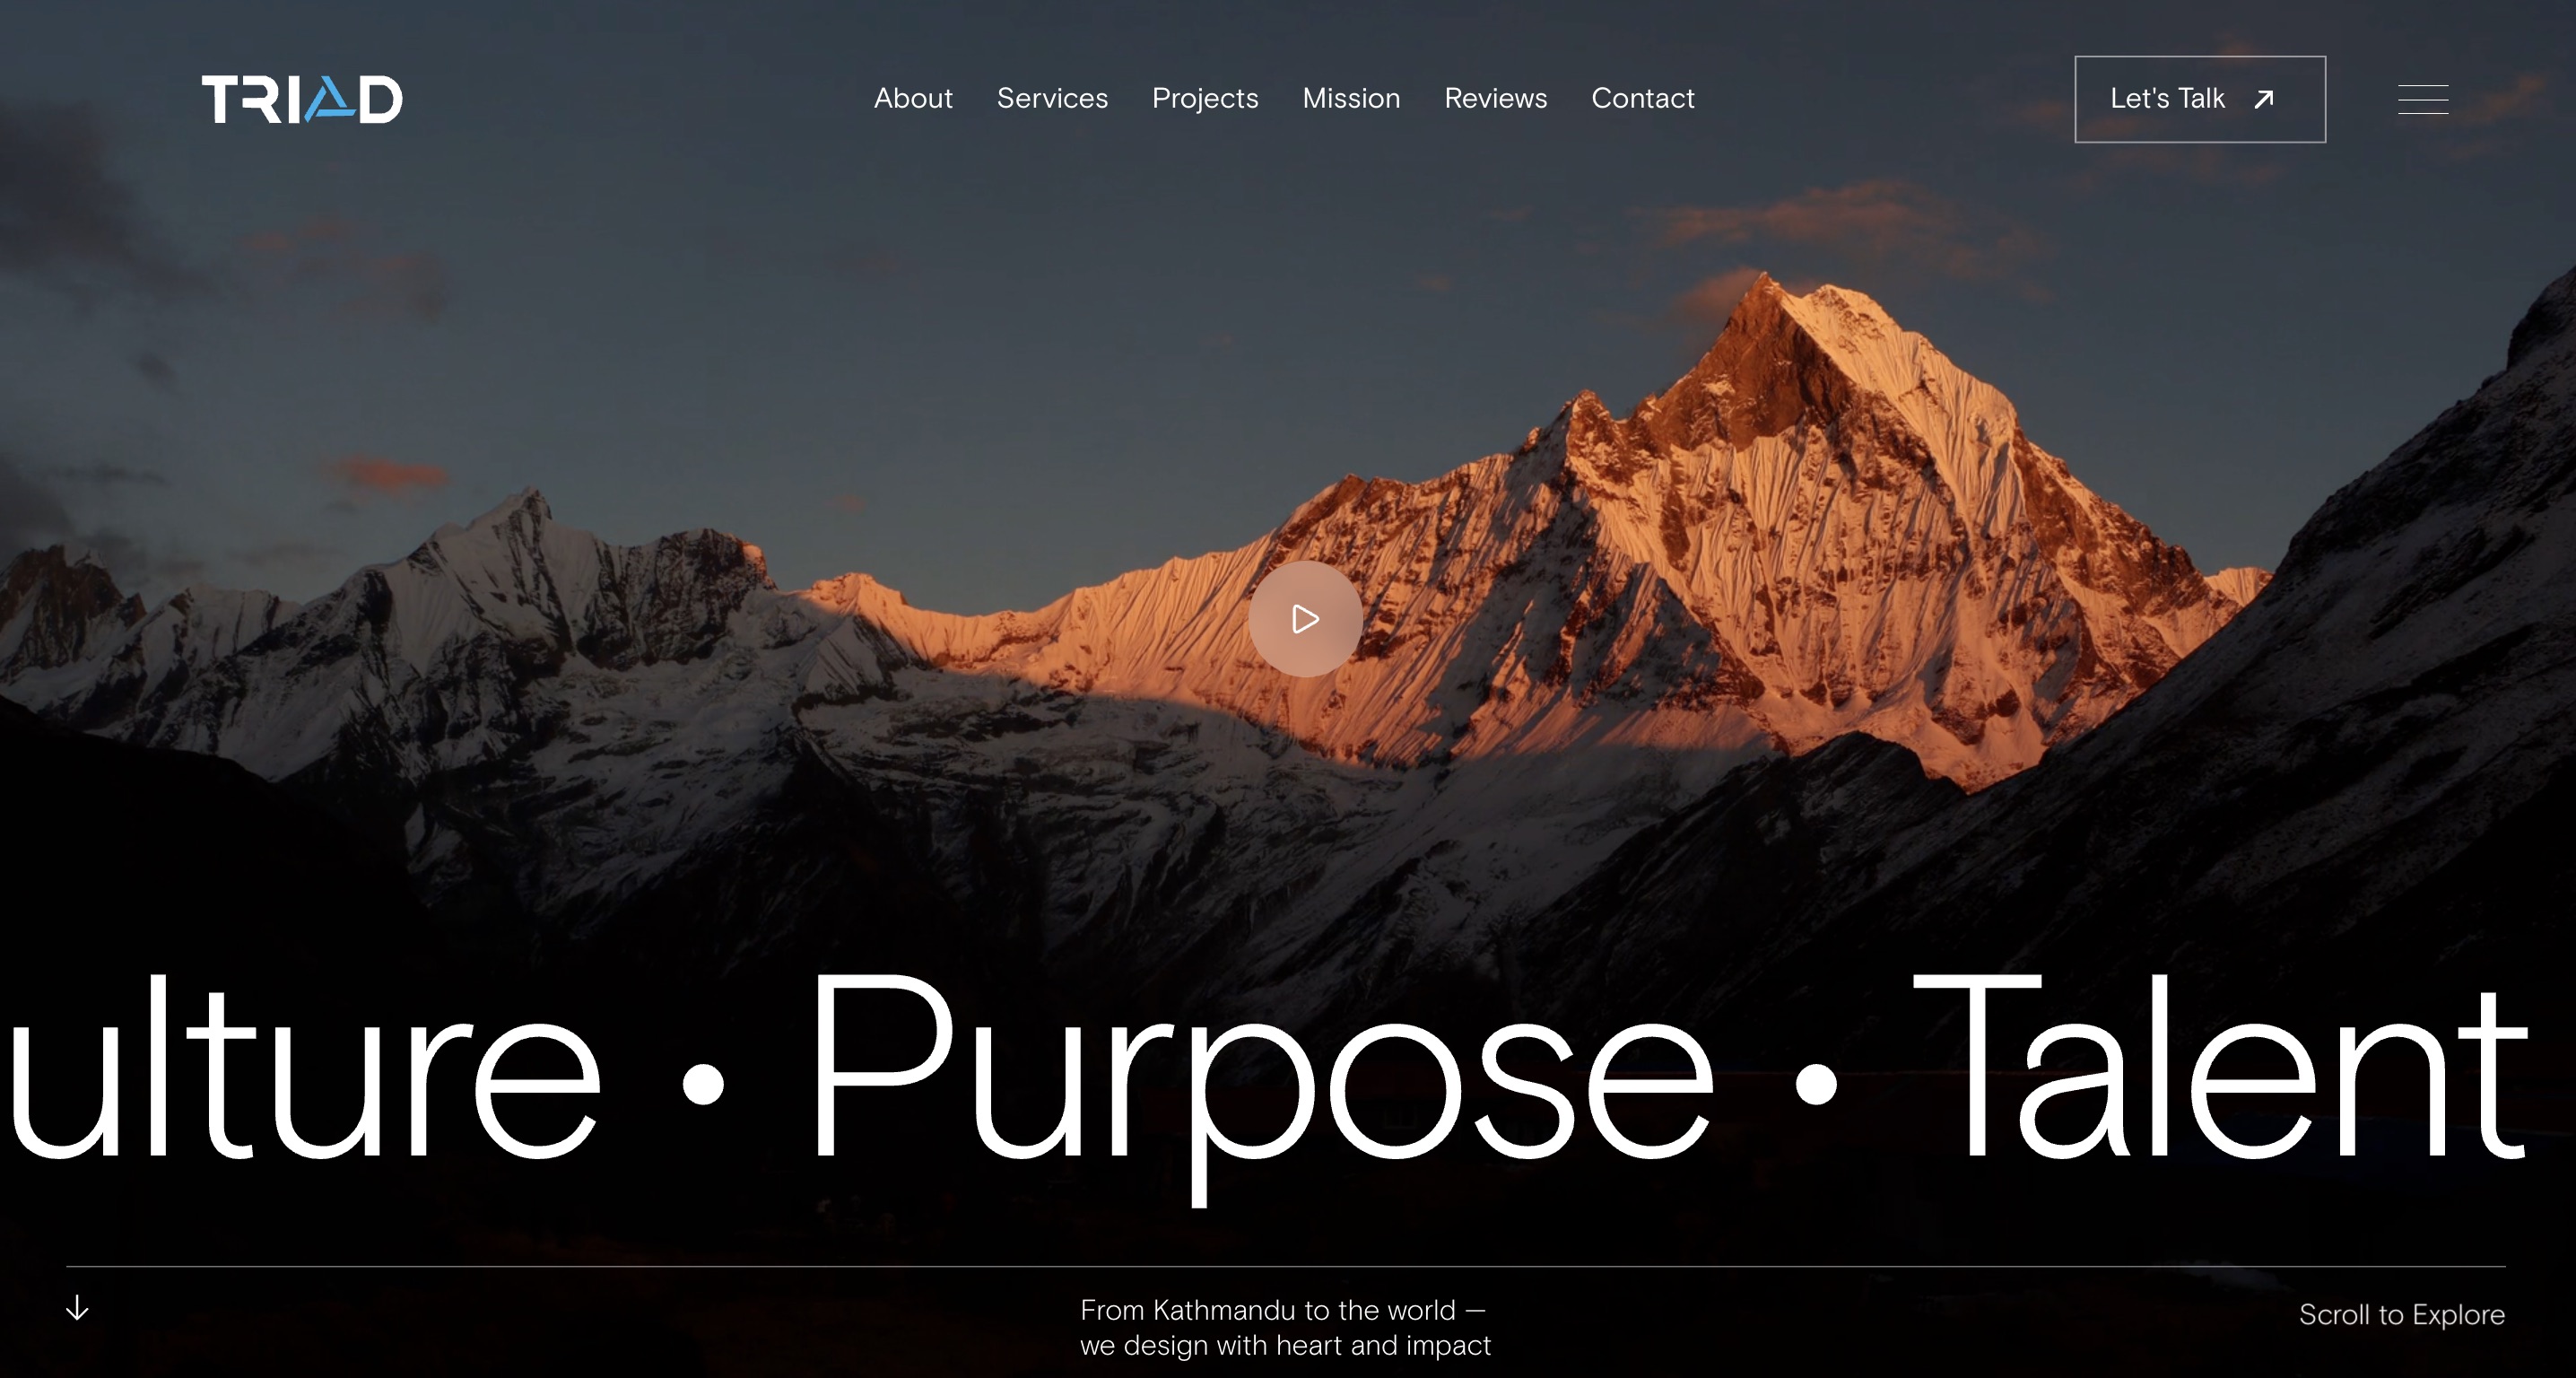 TRIAD
About Services Projects Mission Reviews Contact
Let's Talk
ulture • Purpose • Talent
From Kathmandu to the world —
we design with heart and impact
Scroll to Explore